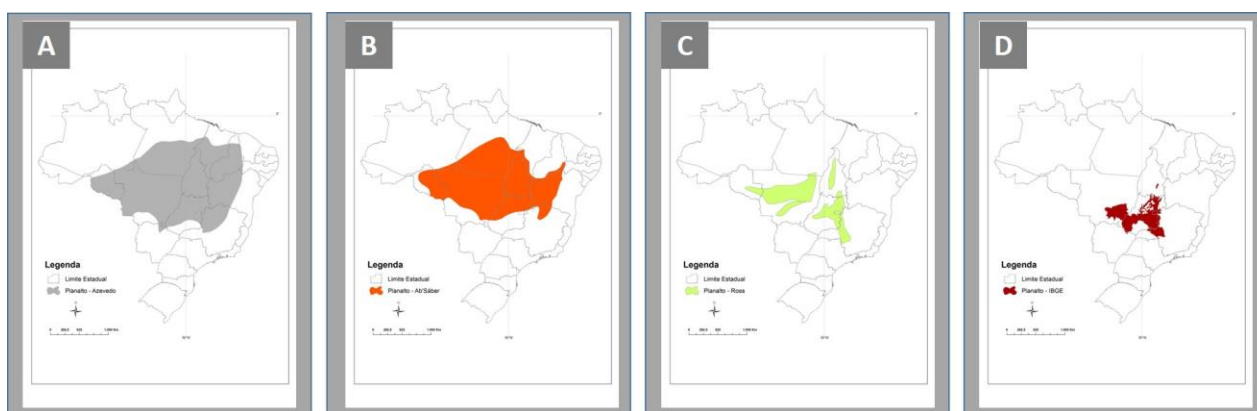 A
Legenda
Limite Estadual
Planalto - Azevedo
B
Legenda
Limite Estadual
Planalto - Ab'Sáber
C
Legenda
Limite Estadual
Planalto - Ross
D
Legenda
Limite Estadual
Planalto - IBGE